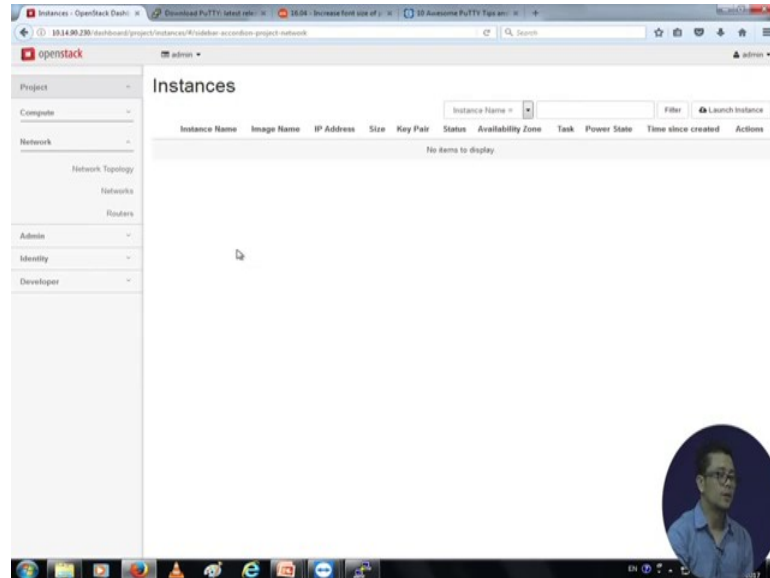 Instances - OpenStack Dashb
Download PuTTY: latest rele
16.04 - Increase font size of
10 Awesome PuTTY Tips an
10.14.90.230/dashboard/project/instances/#/sidebar-accordion-project-network
Search
openstack
admin
admin
Project
Instances
Compute
Instance Name =
Filter
Launch Instance
Instance Name Image Name IP Address Size Key Pair Status Availability Zone Task Power State Time since created Actions
Network
No items to display.
Network Topology
Networks
Routers
Admin
Identity
Developer
EN